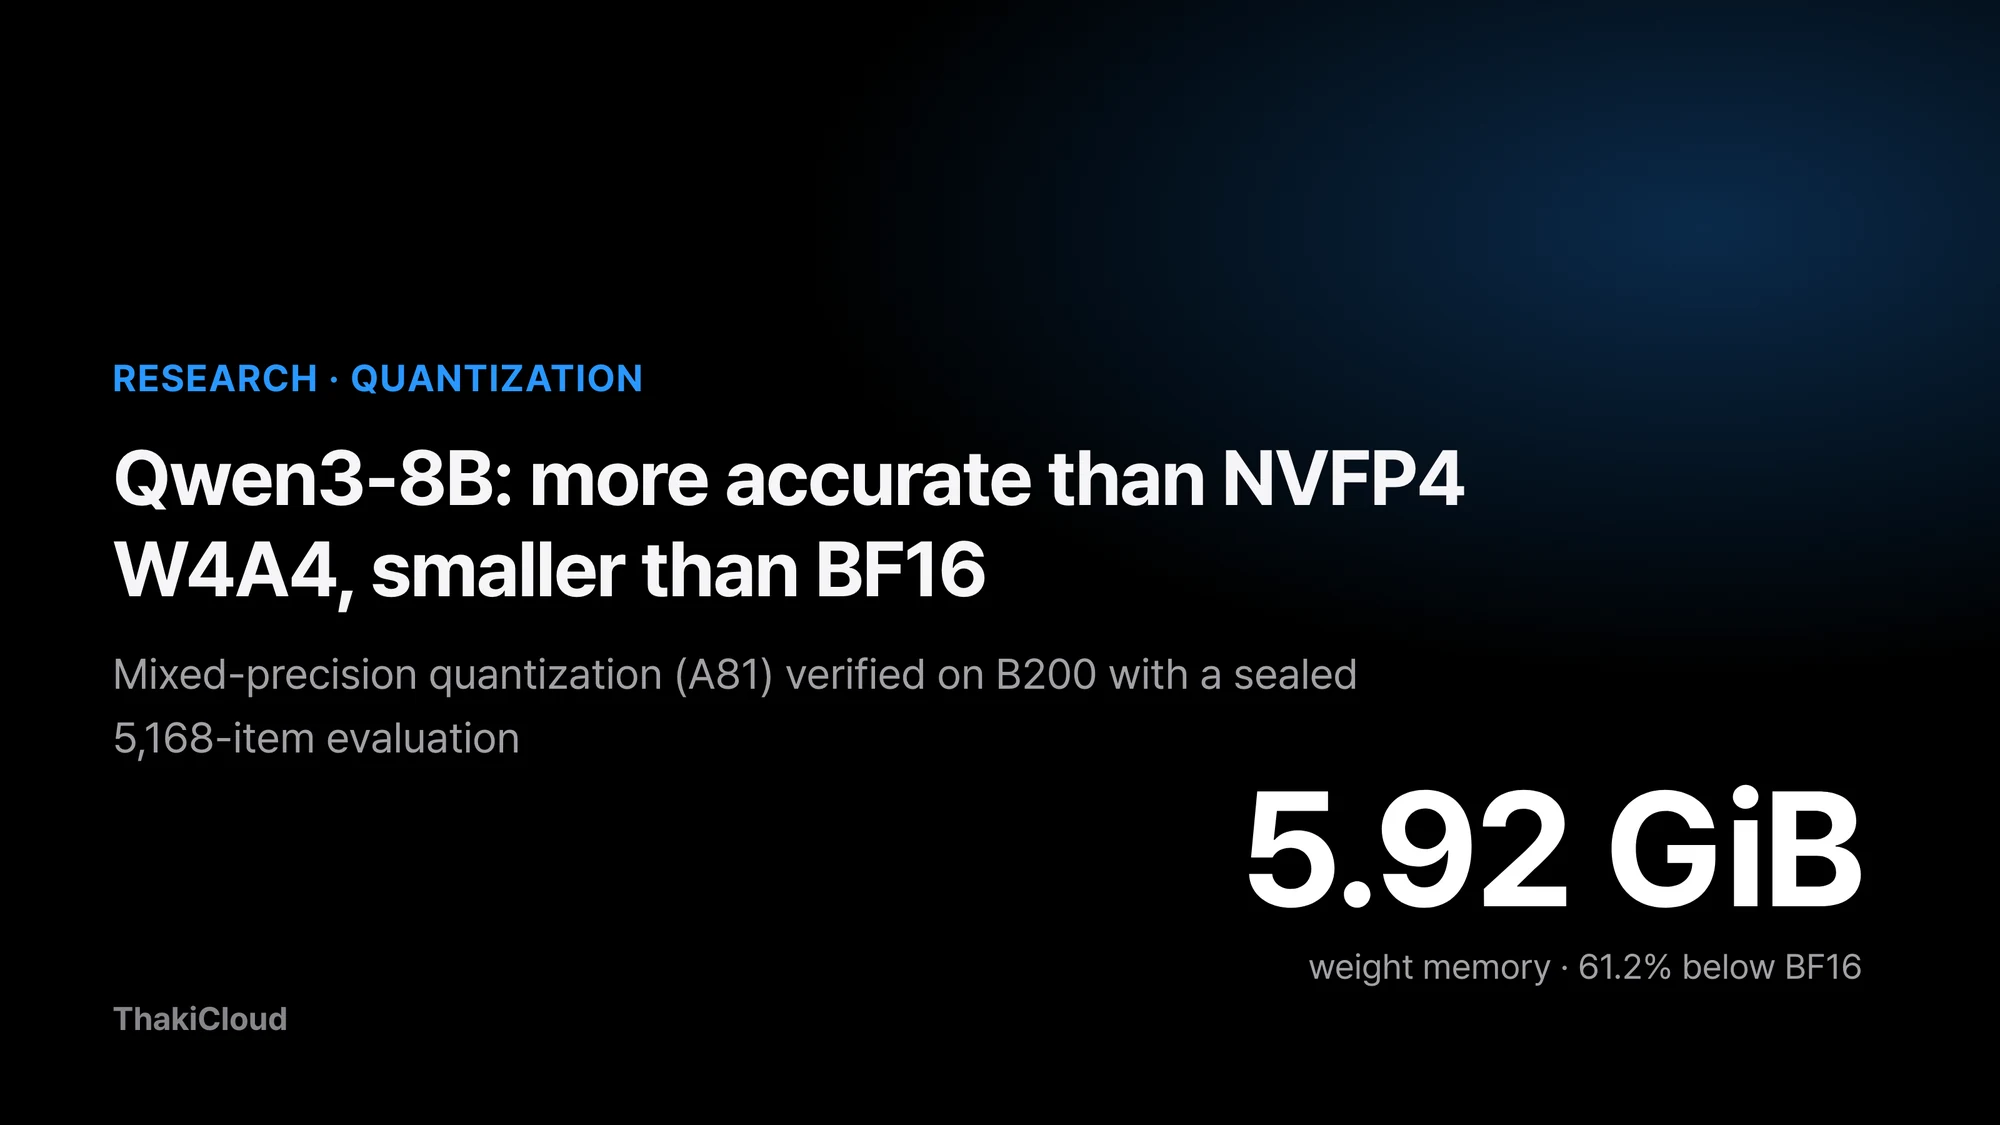 RESEARCH · QUANTIZATION
Qwen3-8B: more accurate than NVFP4
W4A4, smaller than BF16
Mixed-precision quantization (A81) verified on B200 with a sealed
5,168-item evaluation
5.92 GiB
weight memory · 61.2% below BF16
ThakiCloud